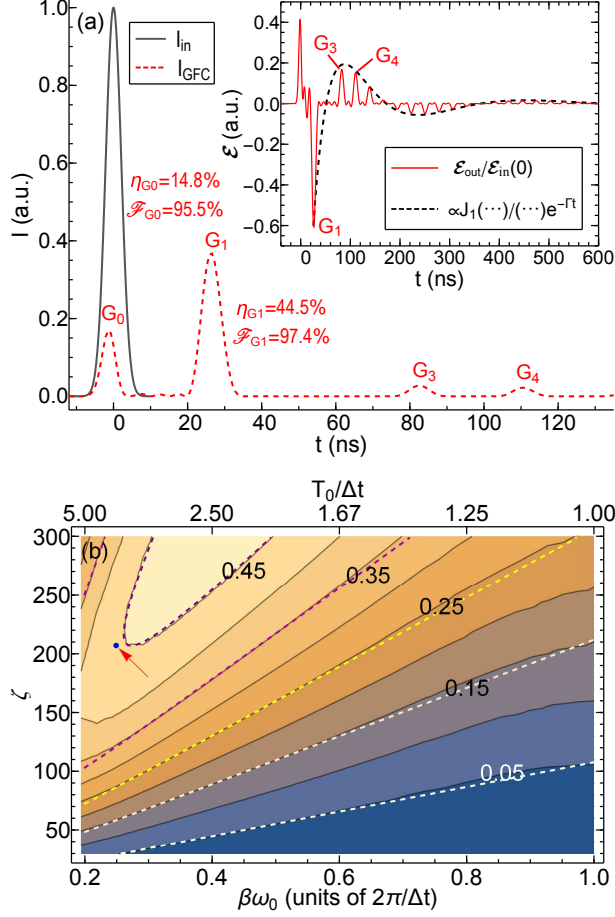 (a)
I_in
I_GFC
η_G0=14.8%
ℱ_G0=95.5%
G_0
G_1
η_G1=44.5%
ℱ_G1=97.4%
G_3
G_4
I (a.u.)
1.0
0.8
0.6
0.4
0.2
0.0
0 20 40 60 80 100 120
t (ns)
G_3
G_4
G_1
ℰ_out/ℰ_in(0)
∝J_1(⋯)/(⋯)e^-Γt
ℰ (a.u.)
0.4
0.2
0.0
−0.2
−0.4
−0.6
0 100 200 300 400 500 600
t (ns)
T_0/Δt
5.00 2.50 1.67 1.25 1.00
(b)
0.45
0.35
0.25
0.15
0.05
ζ
300
250
200
150
100
50
0.2 0.4 0.6 0.8 1.0
βω_0 (units of 2π/Δt)